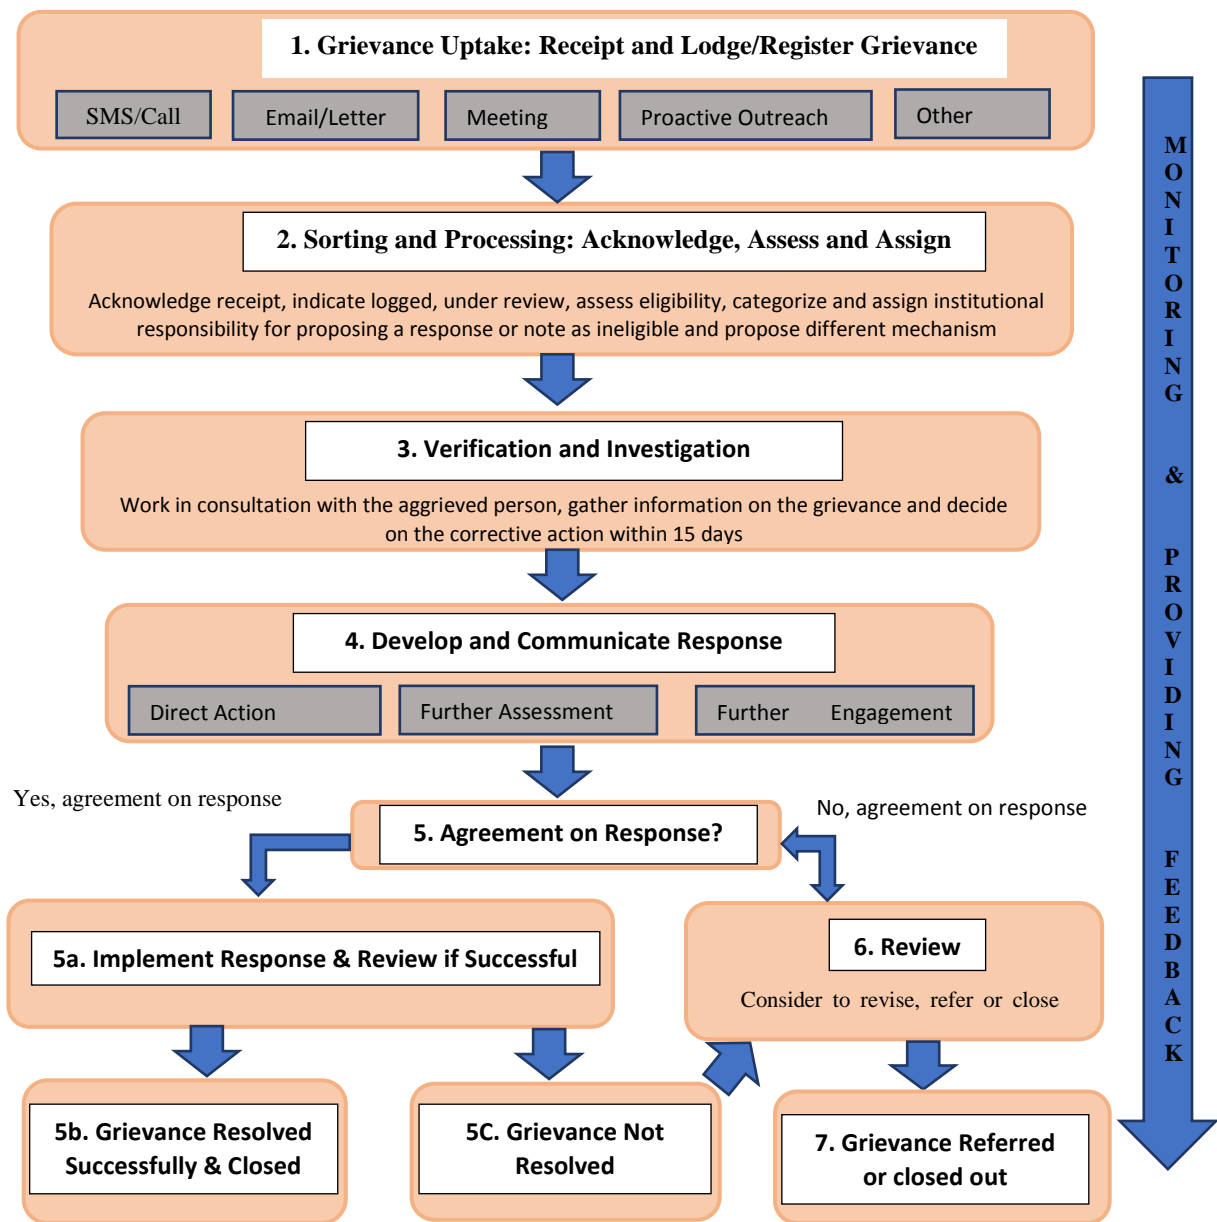 1. Grievance Uptake: Receipt and Lodge/Register Grievance
SMS/Call
Email/Letter
Meeting
Proactive Outreach
Other
2. Sorting and Processing: Acknowledge, Assess and Assign
Acknowledge receipt, indicate logged, under review, assess eligibility, categorize and assign institutional
responsibility for proposing a response or note as ineligible and propose different mechanism
3. Verification and Investigation
Work in consultation with the aggrieved person, gather information on the grievance and decide
on the corrective action within 15 days
4. Develop and Communicate Response
Direct Action
Further Assessment
Further Engagement
Yes, agreement on response
5. Agreement on Response?
No, agreement on response
5a. Implement Response & Review if Successful
6. Review
Consider to revise, refer or close
5b. Grievance Resolved
Successfully & Closed
5C. Grievance Not
Resolved
7. Grievance Referred
or closed out
MONITORING & PROVIDING FEEDBACK